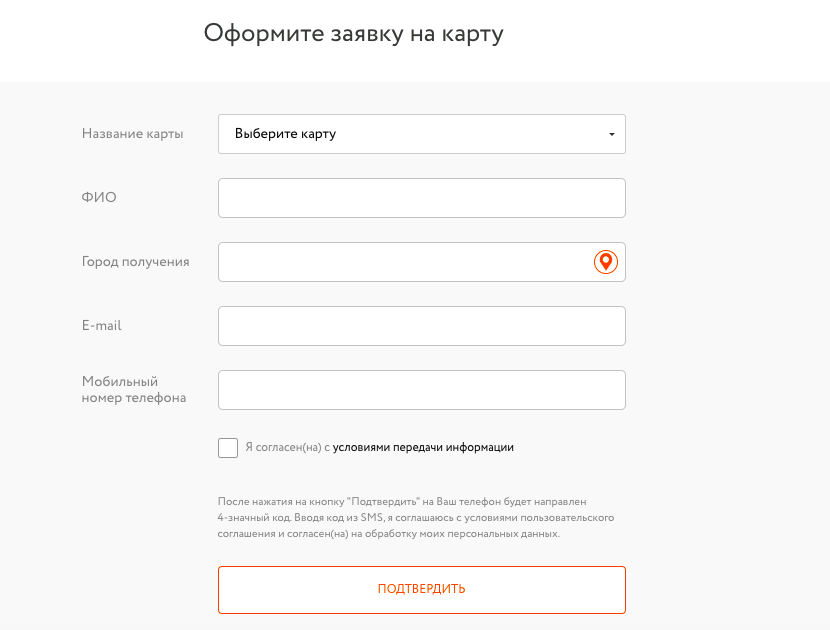 Оформите заявку на карту
Название карты
Выберите карту
ФИО
Город получения
E-mail
Мобильный
номер телефона
Я согласен(на) с условиями передачи информации
После нажатия на кнопку "Подтвердить" на Ваш телефон будет направлен
4-значный код. Вводя код из SMS, я соглашаюсь с условиями пользовательского
соглашения и согласен(на) на обработку моих персональных данных.
ПОДТВЕРДИТЬ